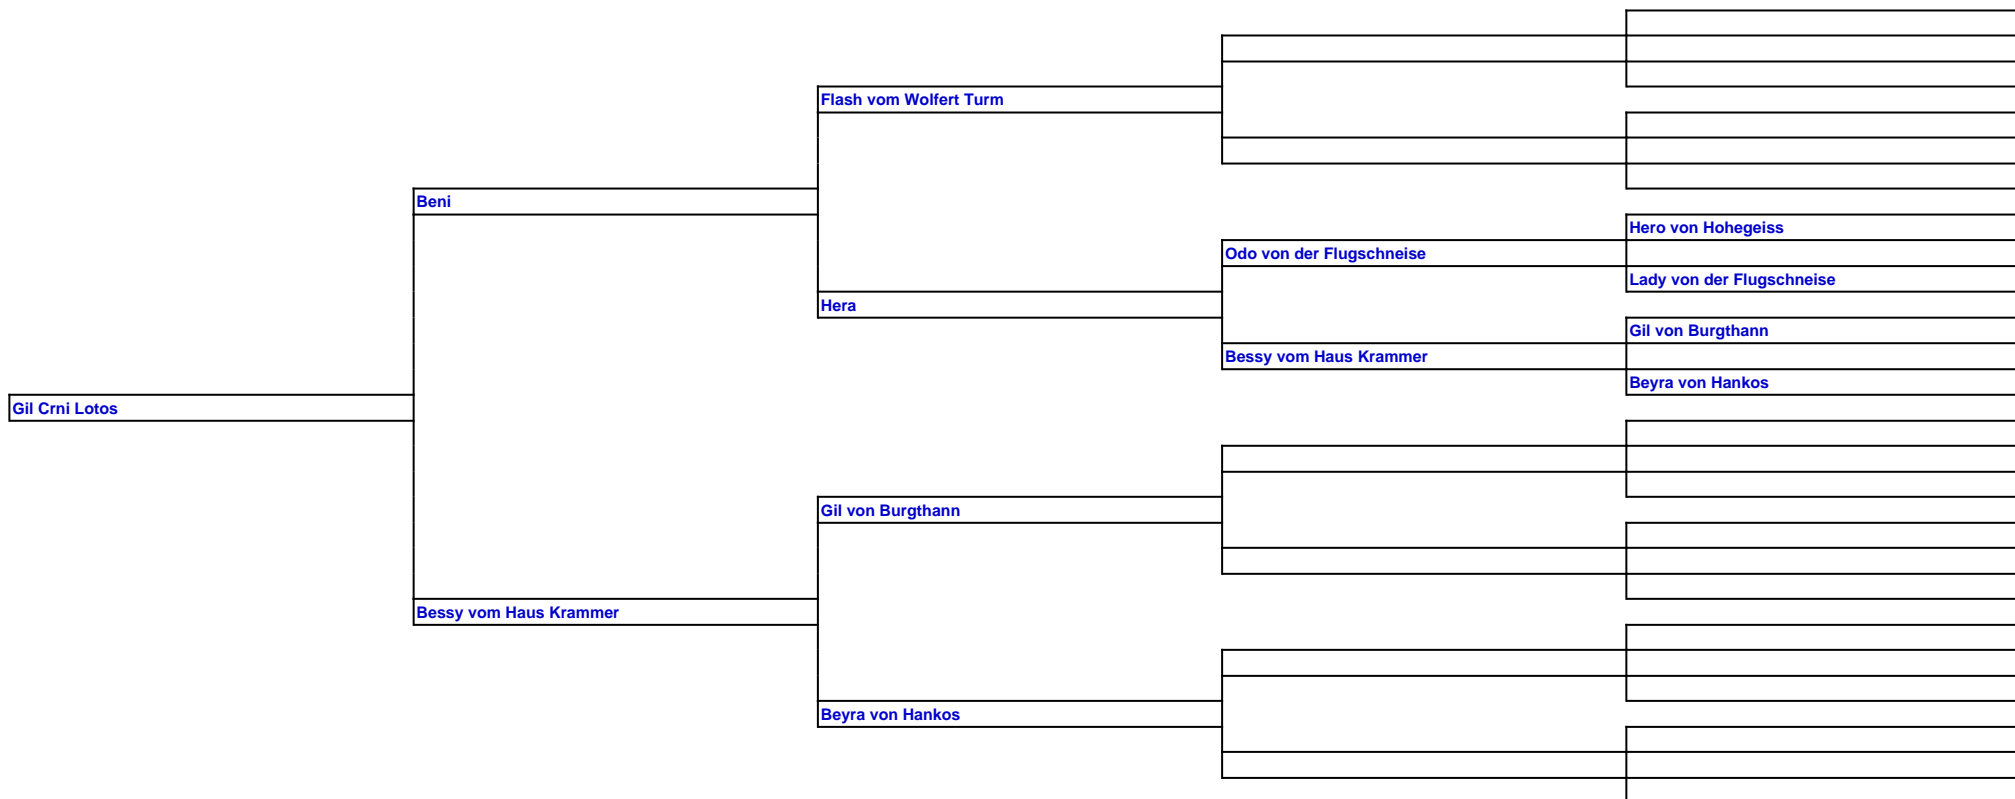 Flash vom Wolfert Turm
Beni
Hero von Hohegeiss
Odo von der Flugschneise
Lady von der Flugschneise
Hera
Gil von Burgthann
Bessy vom Haus Krammer
Beyra von Hankos
Gil Crni Lotos
Gil von Burgthann
Bessy vom Haus Krammer
Beyra von Hankos